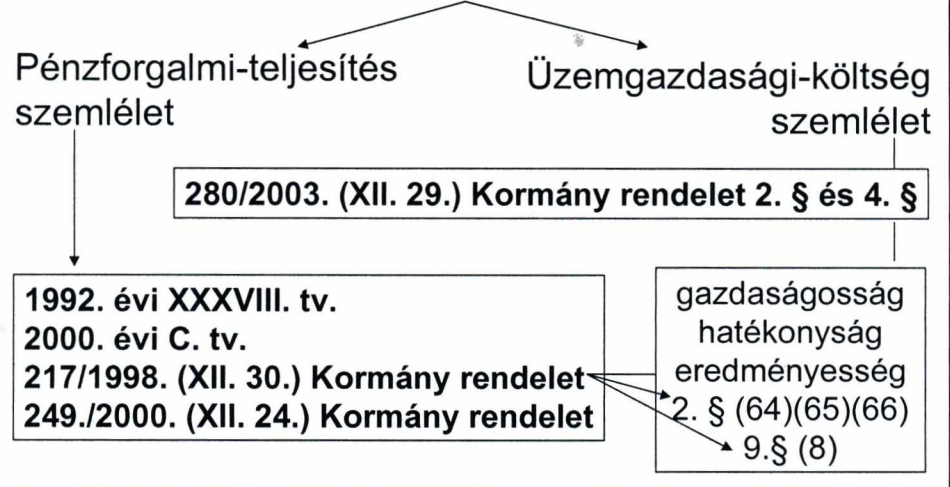 Pénzforgalmi-teljesítés
szemlélet
Üzemgazdasági-költség
szemlélet
280/2003. (XII. 29.) Kormány rendelet 2. § és 4. §
1992. évi XXXVIII. tv.
2000. évi C. tv.
217/1998. (XII. 30.) Kormány rendelet
249./2000. (XII. 24.) Kormány rendelet
gazdaságosság
hatékonyság
eredményesség
2. § (64)(65)(66)
9.§ (8)